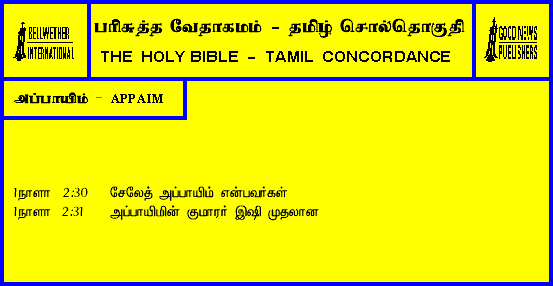 BELLWETHER
INTERNATIONAL
பரிசுத்த வேதாகமம் - தமிழ் சொல்தொகுதி
THE HOLY BIBLE - TAMIL CONCORDANCE
GOOD NEWS
PUBLISHERS
அப்பாயிம் - APPAIM
1நாளா 2:30 சேலேத் அப்பாயிம் என்பவர்கள்
1நாளா 2:31 அப்பாயிமின் குமாரர் இஷி முதலான